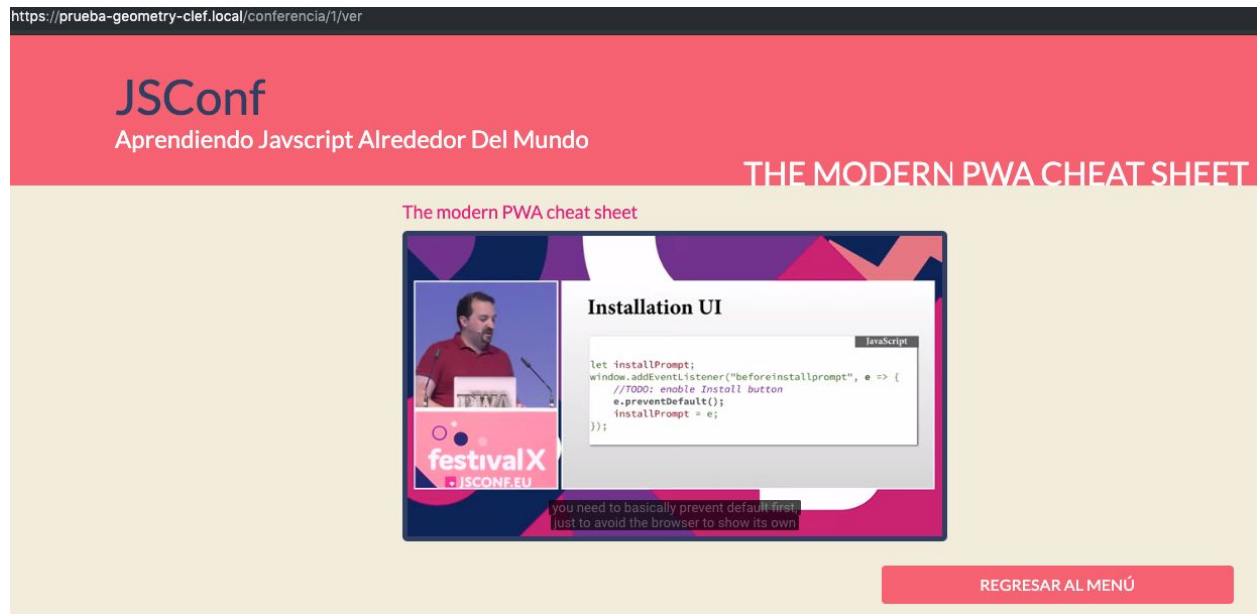 https://prueba-geometry-clef.local/conferencia/1/ver
JSConf
Aprendiendo Javscript Alrededor Del Mundo
THE MODERN PWA CHEAT SHEET
The modern PWA cheat sheet
Installation UI
JavaScript
let installPrompt;
window.addEventListener("beforeinstallprompt", e => {
//TODO: enable Install button
e.preventDefault();
installPrompt = e;
});
PWA
festivalX
JSCONF.EU
you need to basically prevent default first,
just to avoid the browser to show its own
REGRESAR AL MENÚ